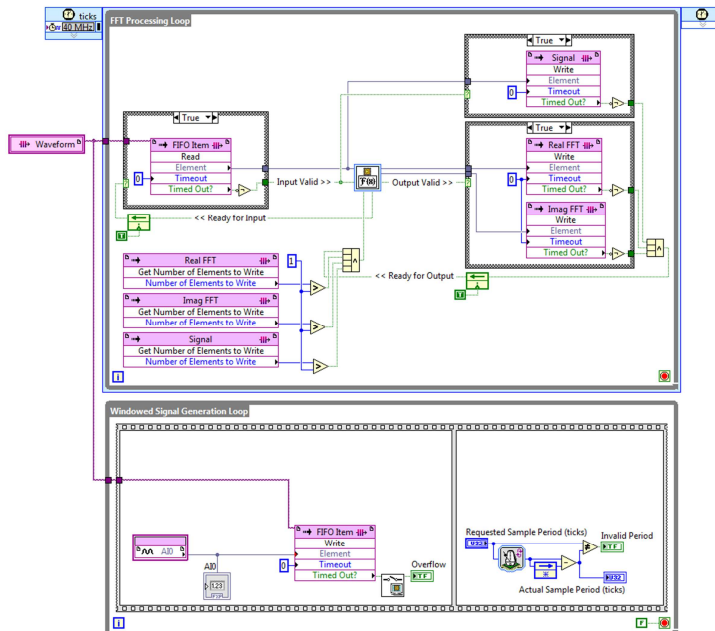 ticks
40 MHz
FFT Processing Loop
True
Signal
Write
Element
0 Timeout
Timed Out?
True
FIFO Item
Read
Element
0 Timeout
Timed Out?
Waveform
True
Real FFT
Write
Element
0 Timeout
Timed Out?
Imag FFT
Write
Element
Timeout
Timed Out?
Input Valid >>
F(x)
Output Valid >>
<< Ready for Input
T
Real FFT
Get Number of Elements to Write
Number of Elements to Write
1
<< Ready for Output
T
Imag FFT
Get Number of Elements to Write
Number of Elements to Write
Signal
Get Number of Elements to Write
Number of Elements to Write
i
Windowed Signal Generation Loop
AI0
AI0
1.23
FIFO Item
Write
Element
0 Timeout
Timed Out?
Overflow
TF
Requested Sample Period (ticks)
U32
Invalid Period
TF
U32
Actual Sample Period (ticks)
i
F